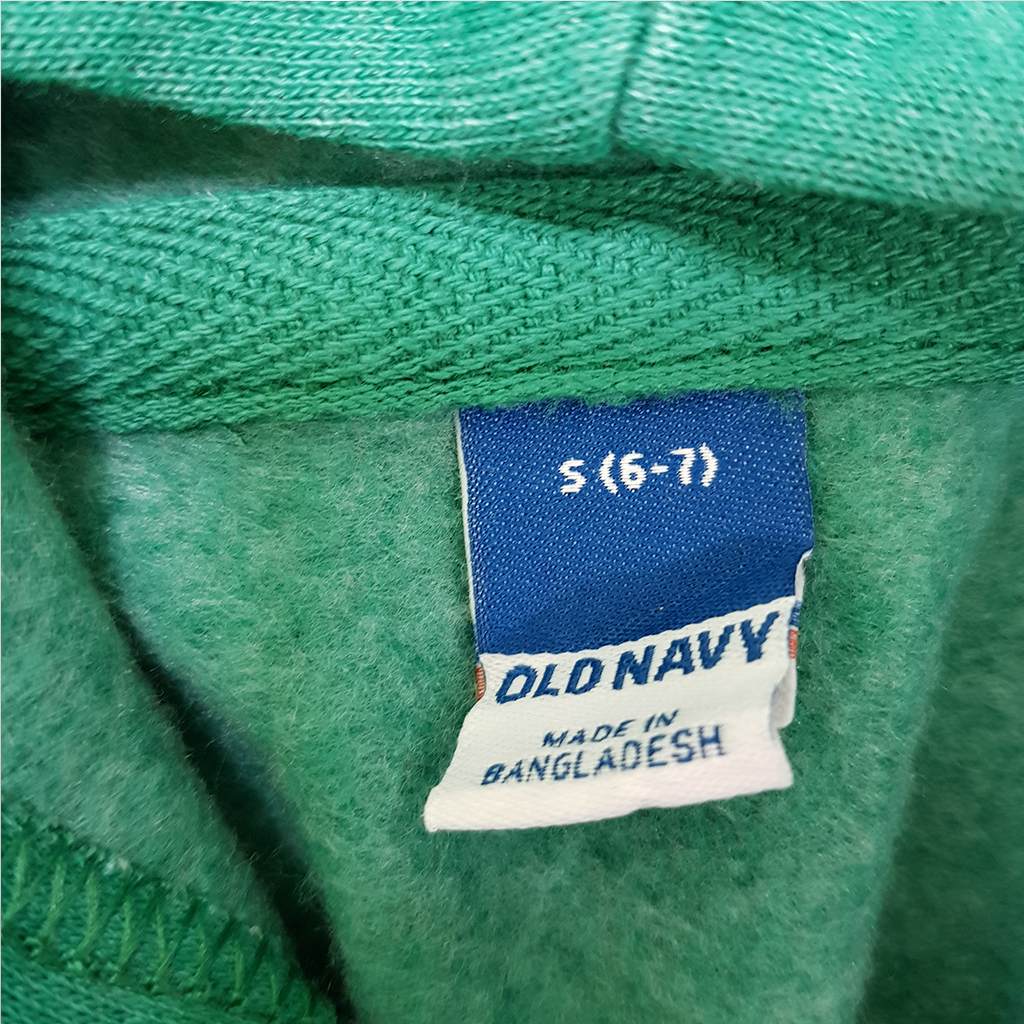 S (6-7)
OLD NAVY
MADE IN
BANGLADESH